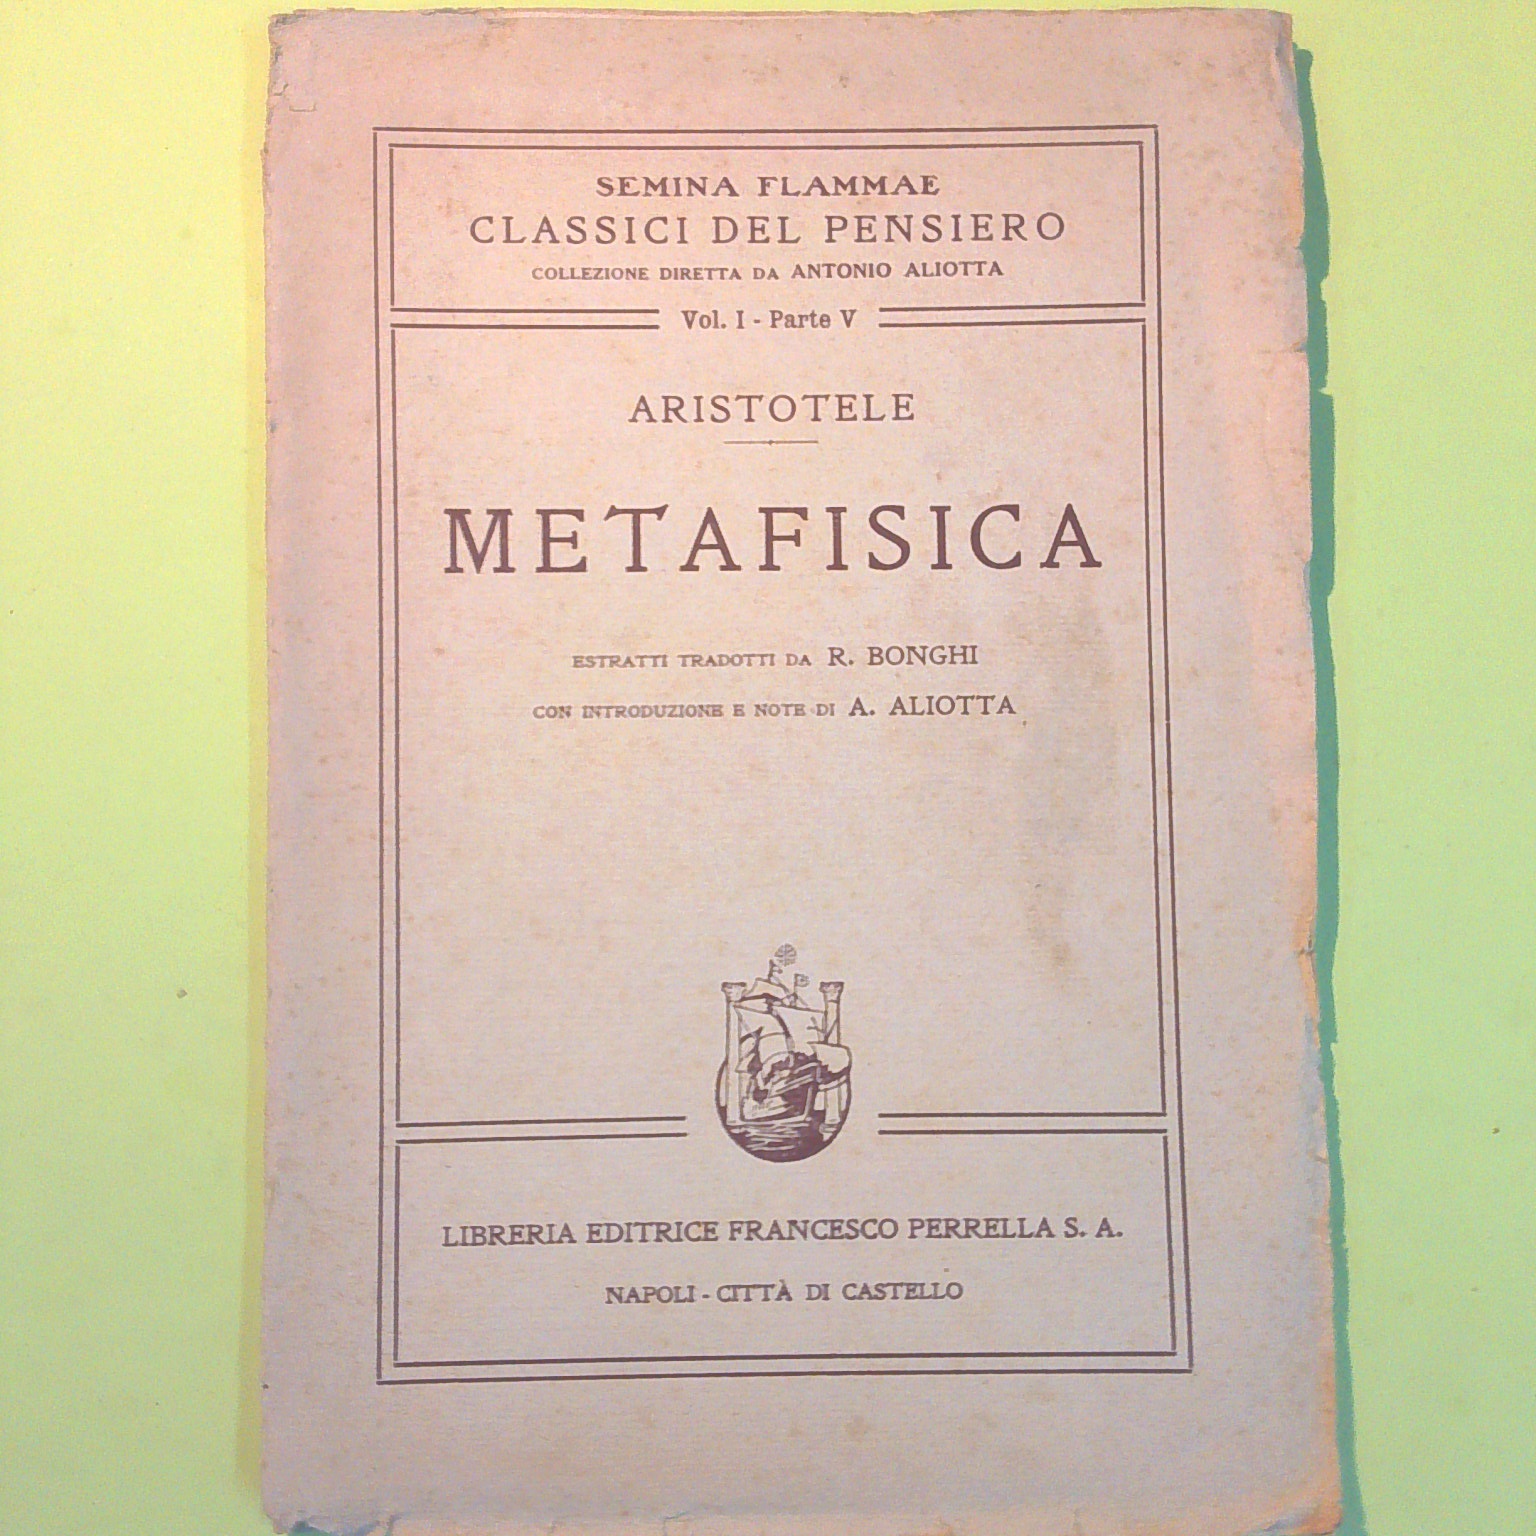 SEMINA FLAMMAE
CLASSICI DEL PENSIERO
COLLEZIONE DIRETTA DA ANTONIO ALIOTTA
Vol. I - Parte V
ARISTOTELE
METAFISICA
ESTRATTI TRADOTTI DA R. BONGHI
CON INTRODUZIONE E NOTE DI A. ALIOTTA
LIBRERIA EDITRICE FRANCESCO PERRELLA S. A.
NAPOLI - CITTÀ DI CASTELLO